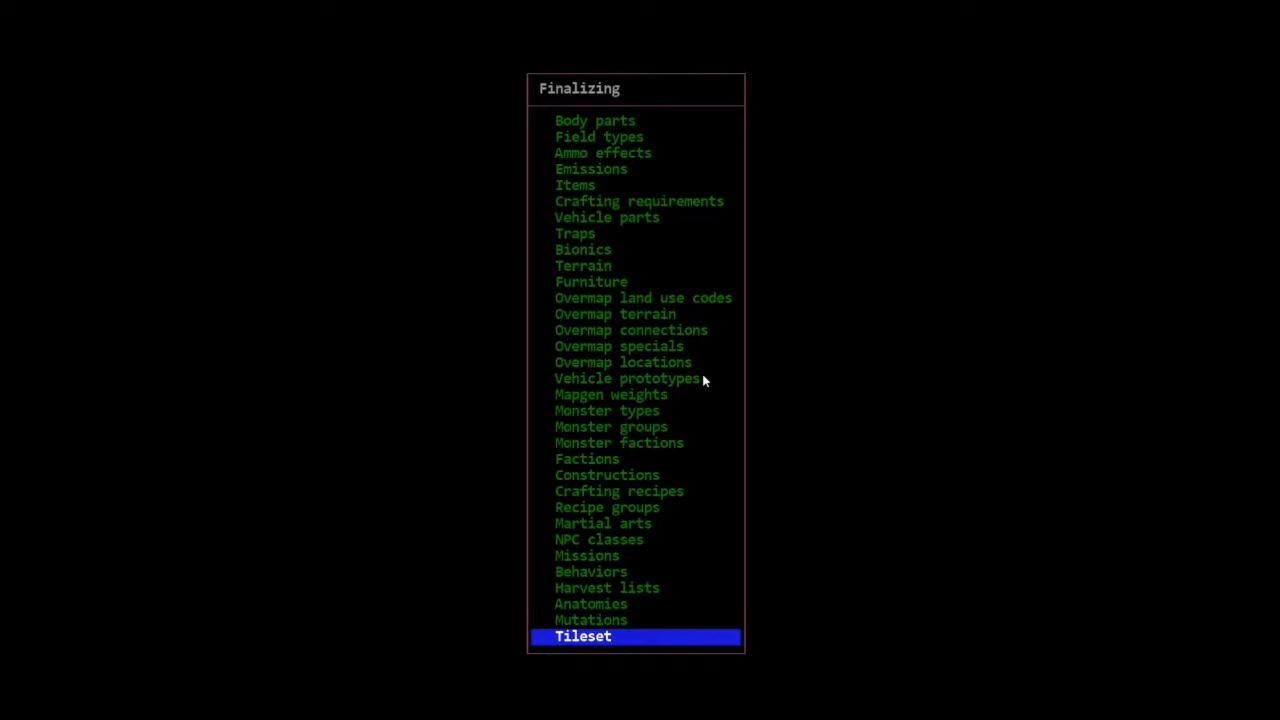 Finalizing
Body parts
Field types
Ammo effects
Emissions
Items
Crafting requirements
Vehicle parts
Traps
Bionics
Terrain
Furniture
Overmap land use codes
Overmap terrain
Overmap connections
Overmap specials
Overmap locations
Vehicle prototypes
Mapgen weights
Monster types
Monster groups
Monster factions
Factions
Constructions
Crafting recipes
Recipe groups
Martial arts
NPC classes
Missions
Behaviors
Harvest lists
Anatomies
Mutations
Tileset